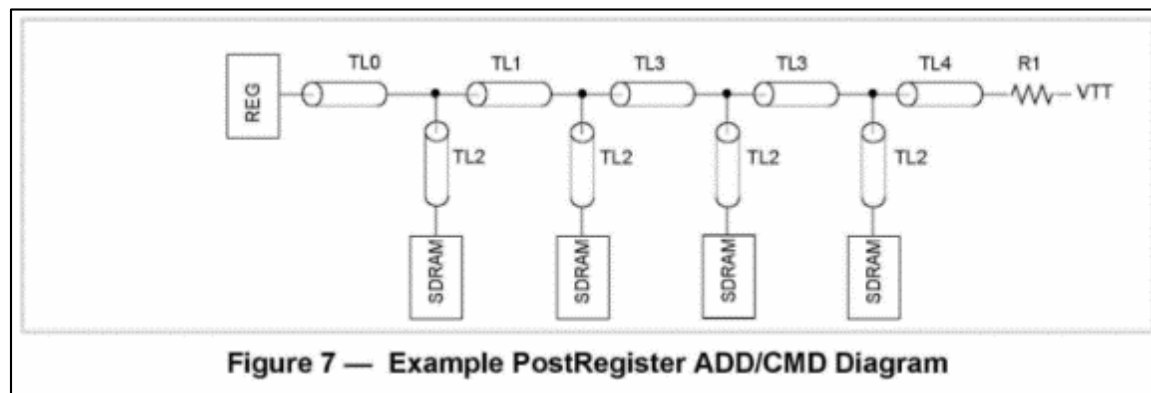 TL0 TL1 TL3 TL3 TL4 R1
REG
VTT
TL2 TL2 TL2 TL2
SDRAM SDRAM SDRAM SDRAM
Figure 7 — Example PostRegister ADD/CMD Diagram